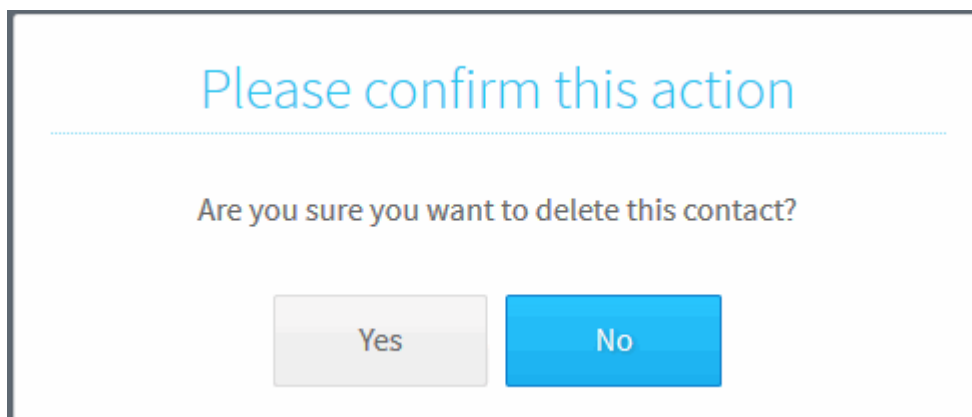 Please confirm this action
Are you sure you want to delete this contact?
Yes No